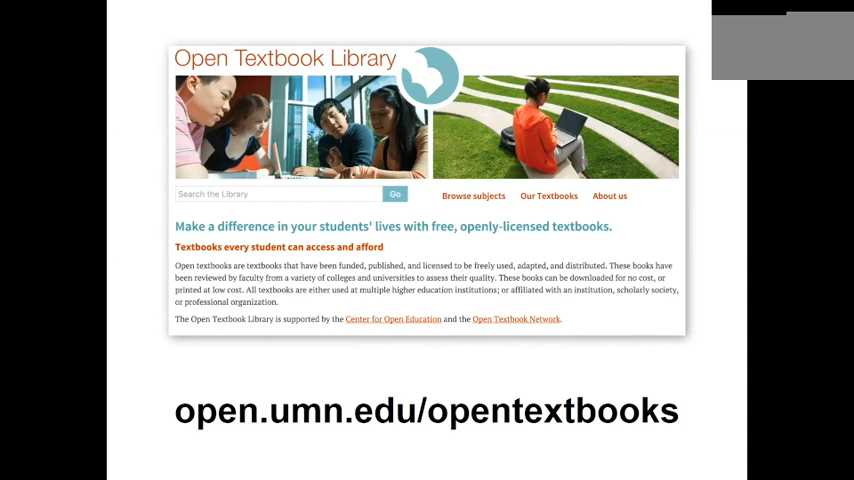 Open Textbook Library
Search the Library
Go
Browse subjects
Our Textbooks
About us
Make a difference in your students' lives with free, openly-licensed textbooks.
Textbooks every student can access and afford
Open textbooks are textbooks that have been funded, published, and licensed to be freely used, adapted, and distributed. These books have
been reviewed by faculty from a variety of colleges and universities to assess their quality. These books can be downloaded for no cost, or
printed at low cost. All textbooks are either used at multiple higher education institutions; or affiliated with an institution, scholarly society,
or professional organization.
The Open Textbook Library is supported by the Center for Open Education and the Open Textbook Network.
open.umn.edu/opentextbooks